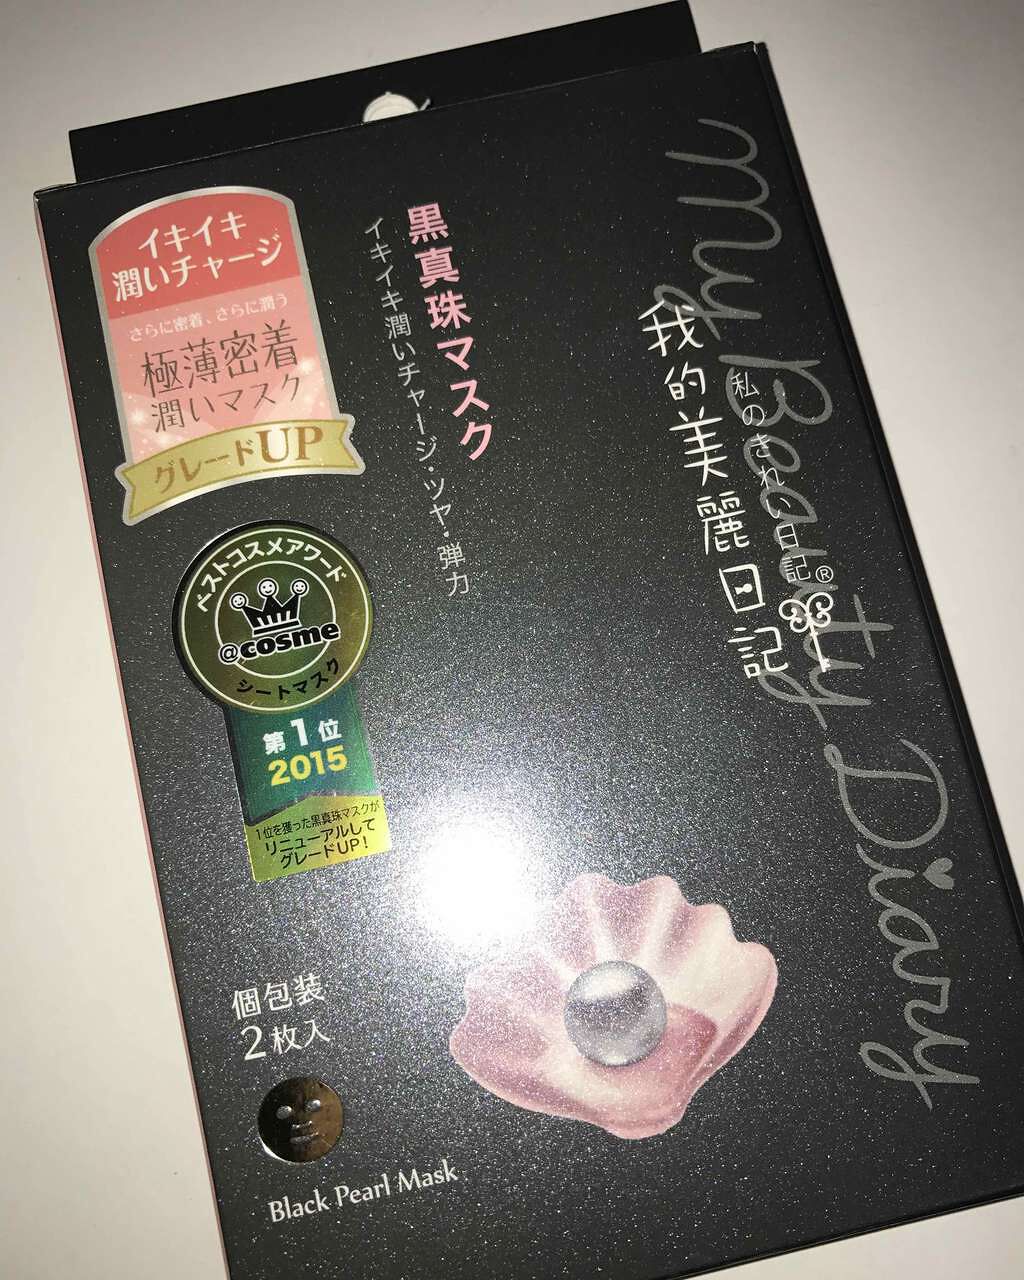 イキイキ
潤いチャージ
さらに密着、さらに潤う
極薄密着
潤いマスク
グレードUP
黒真珠マスク
イキイキ潤いチャージ・ツヤ・弾力
My Beauty Diary
我的美麗日記
私のきれい日記®
ベストコスメアワード
@cosme
シートマスク
第1位
2015
1位を獲った黒真珠マスクが
リニューアルして
グレードUP!
個包装
2枚入
Black Pearl Mask